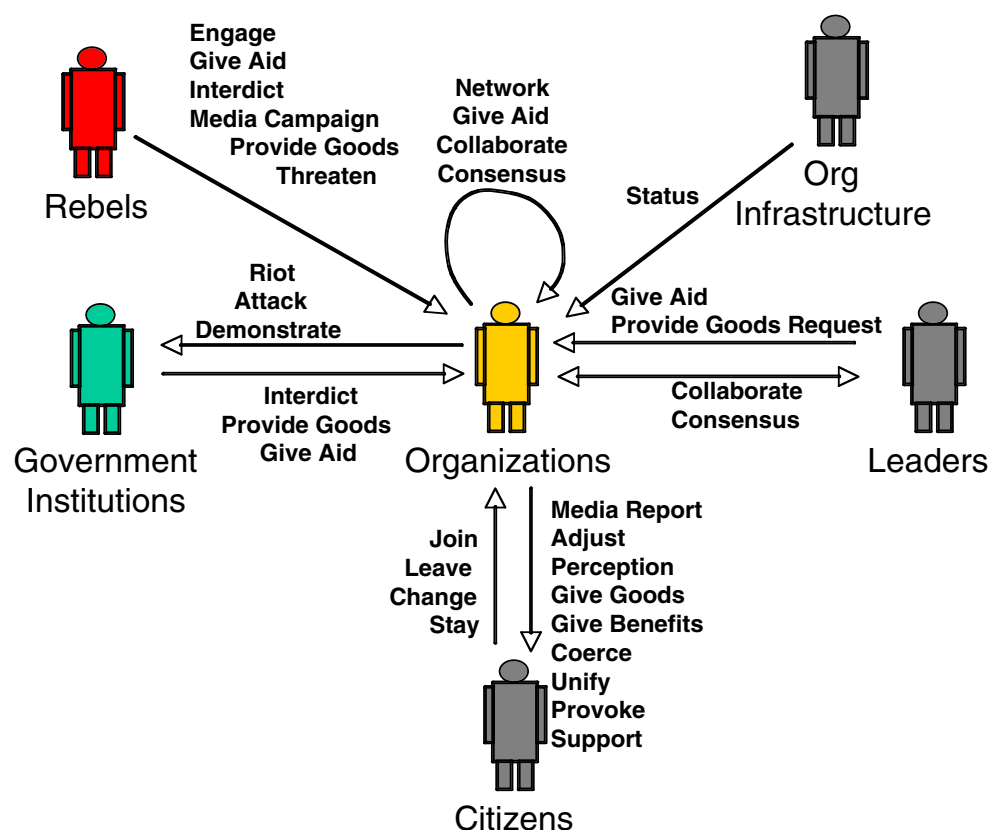 Engage
Give Aid
Interdict
Media Campaign
Provide Goods
Threaten
Rebels
Network
Give Aid
Collaborate
Consensus
Status
Org
Infrastructure
Riot
Attack
Demonstrate
Interdict
Provide Goods
Give Aid
Government
Institutions
Organizations
Give Aid
Provide Goods Request
Collaborate
Consensus
Leaders
Join
Leave
Change
Stay
Media Report
Adjust
Perception
Give Goods
Give Benefits
Coerce
Unify
Provoke
Support
Citizens